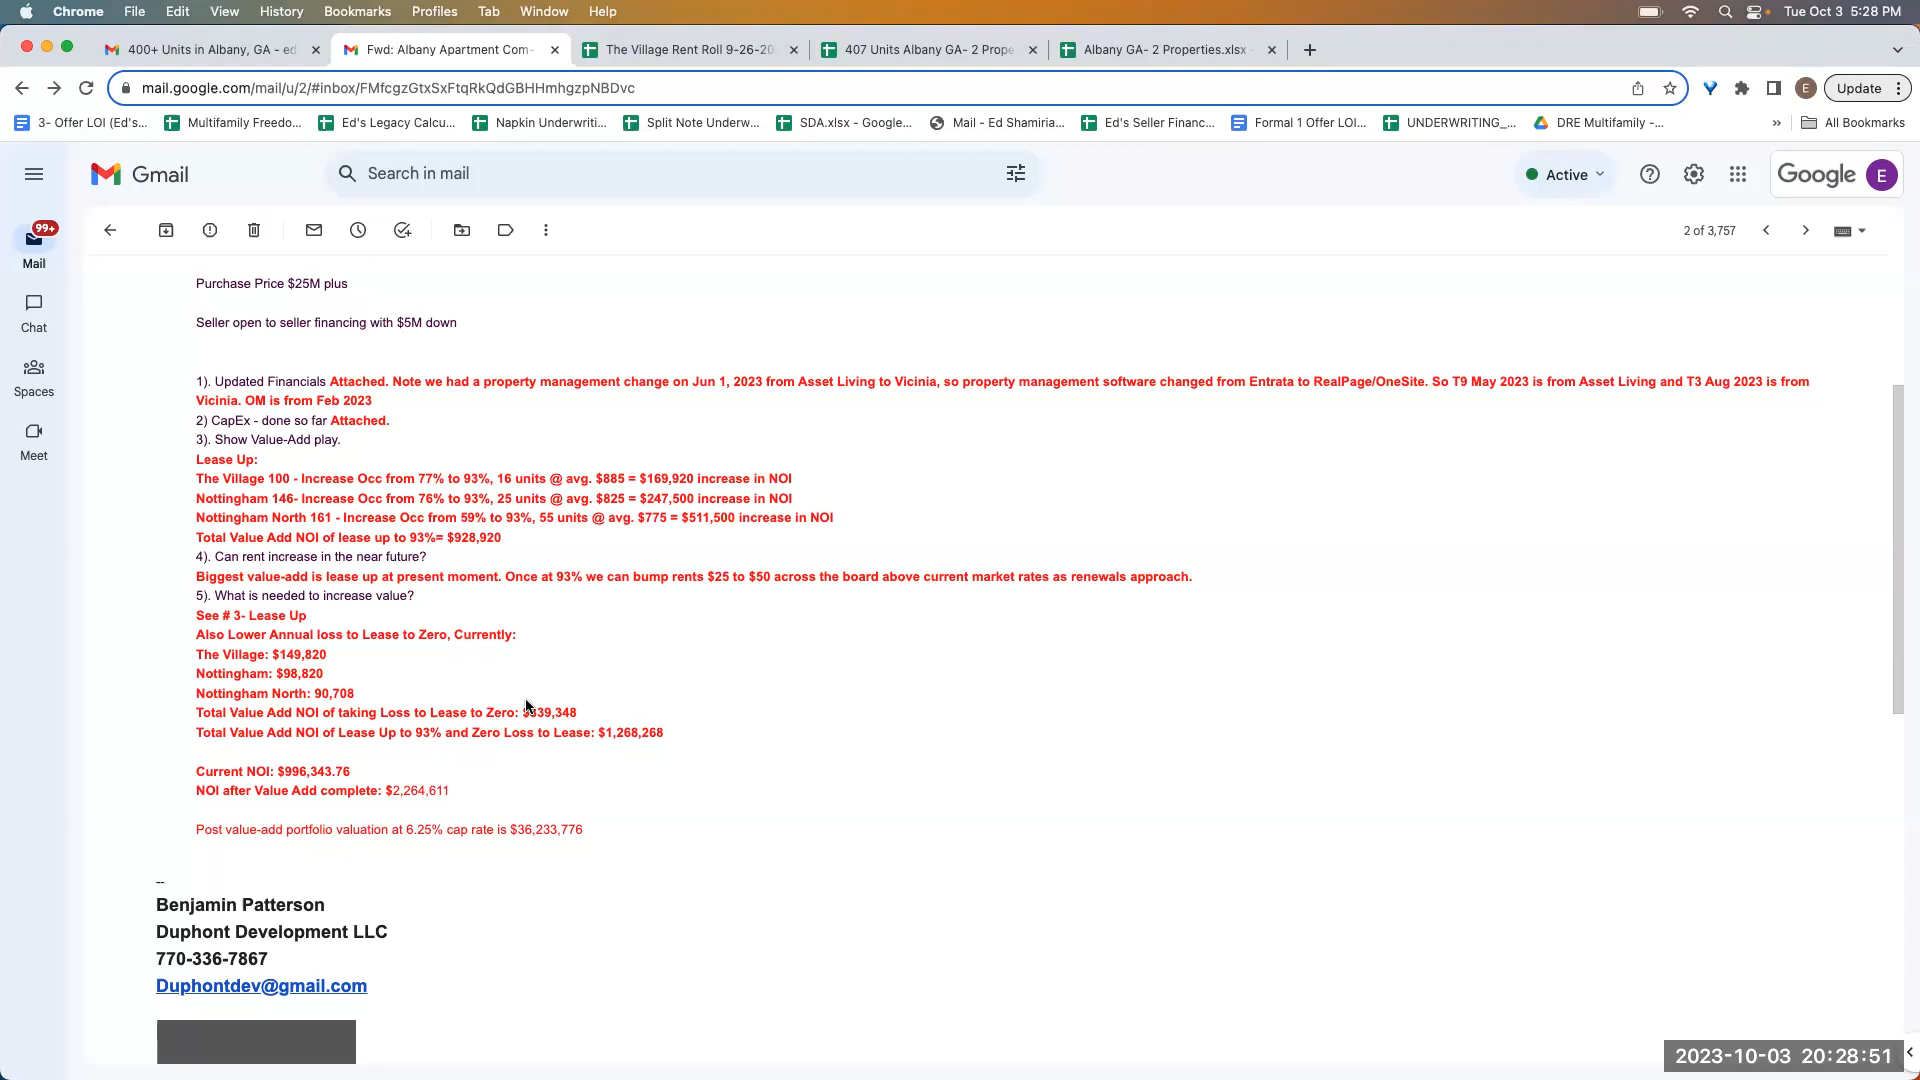 Chrome File Edit View History Bookmarks Profiles Tab Window Help Tue Oct 3 5:28 PM
400+ Units in Albany, GA - ed Fwd: Albany Apartment Com- The Village Rent Roll 9-26-20 407 Units Albany GA- 2 Prope Albany GA- 2 Properties.xlsx -
mail.google.com/mail/u/2/#inbox/FMfcgzGtxSxFtqRkQdGBHHmhgzpNBDvc E Update
3- Offer LOI (Ed's... Multifamily Freedo... Ed's Legacy Calcu... Napkin Underwriti... Split Note Underw... SDA.xlsx - Google... Mail - Ed Shamiria... Ed's Seller Financ... Formal 1 Offer LOI... UNDERWRITING_... DRE Multifamily -... » All Bookmarks
Gmail Search in mail Active Google E
99+
Mail
Chat
Spaces
Meet
2 of 3,757
Purchase Price $25M plus
Seller open to seller financing with $5M down
1). Updated Financials Attached. Note we had a property management change on Jun 1, 2023 from Asset Living to Vicinia, so property management software changed from Entrata to RealPage/OneSite. So T9 May 2023 is from Asset Living and T3 Aug 2023 is from
Vicinia. OM is from Feb 2023
2) CapEx - done so far Attached.
3). Show Value-Add play.
Lease Up:
The Village 100 - Increase Occ from 77% to 93%, 16 units @ avg. $885 = $169,920 increase in NOI
Nottingham 146- Increase Occ from 76% to 93%, 25 units @ avg. $825 = $247,500 increase in NOI
Nottingham North 161 - Increase Occ from 59% to 93%, 55 units @ avg. $775 = $511,500 increase in NOI
Total Value Add NOI of lease up to 93%= $928,920
4). Can rent increase in the near future?
Biggest value-add is lease up at present moment. Once at 93% we can bump rents $25 to $50 across the board above current market rates as renewals approach.
5). What is needed to increase value?
See # 3- Lease Up
Also Lower Annual loss to Lease to Zero, Currently:
The Village: $149,820
Nottingham: $98,820
Nottingham North: 90,708
Total Value Add NOI of taking Loss to Lease to Zero: $339,348
Total Value Add NOI of Lease Up to 93% and Zero Loss to Lease: $1,268,268
Current NOI: $996,343.76
NOI after Value Add complete: $2,264,611
Post value-add portfolio valuation at 6.25% cap rate is $36,233,776
--
Benjamin Patterson
Duphont Development LLC
770-336-7867
Duphontdev@gmail.com
2023-10-03 20:28:51